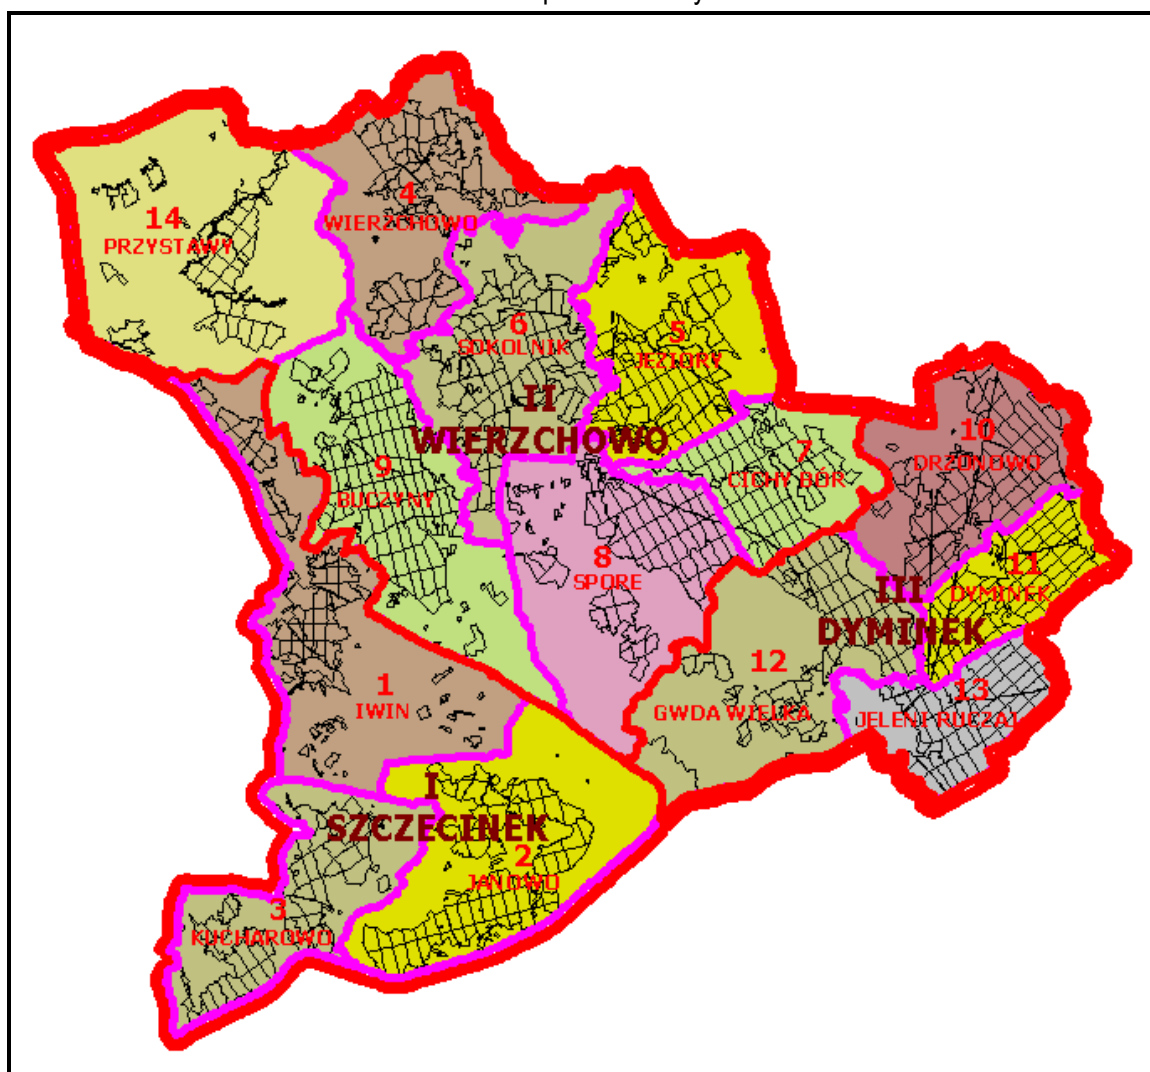 14
PRZYSTAWY
4
WIERZCHOWO
6
SOKOLNIK
5
JEZIORY
II
WIERZCHOWO
9
BUCZYNY
7
CICHY BÓR
10
DRZONOWO
8
SPORE
11
DYMINEK
III
DYMINEK
12
GWDA WIELKA
13
JELENI RUCZAJ
1
IWIN
I
SZCZECINEK
2
JANOWO
3
KUCHAROWO